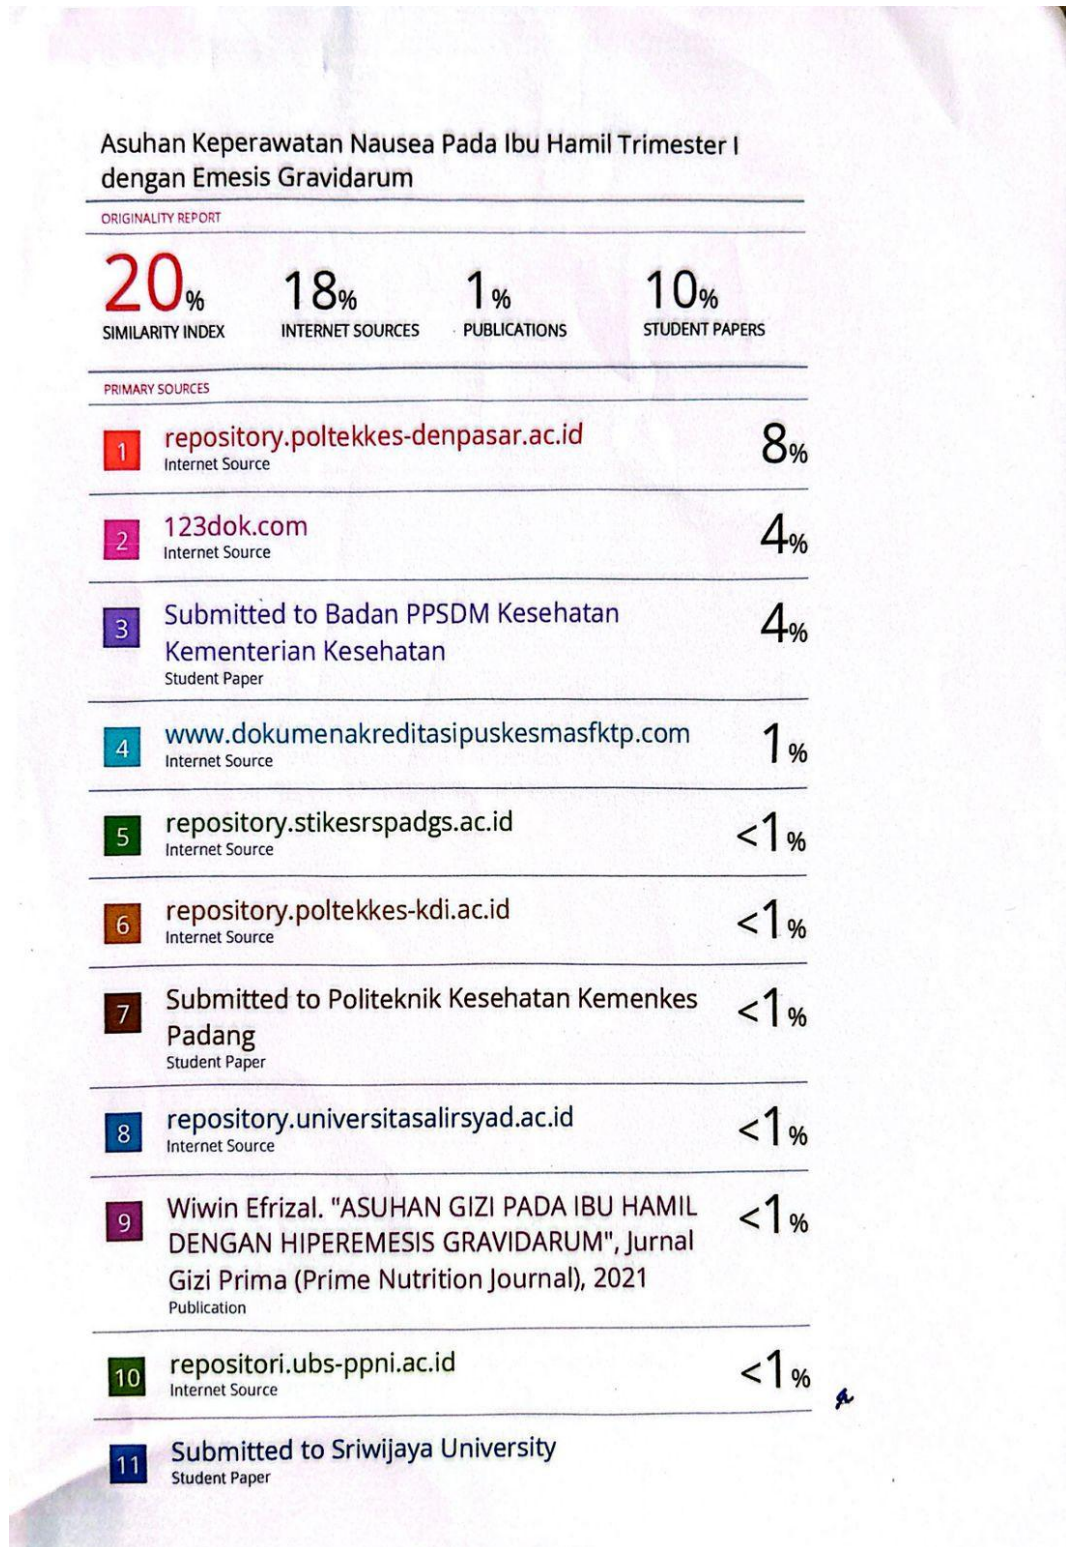 Asuhan Keperawatan Nausea Pada Ibu Hamil Trimester I
dengan Emesis Gravidarum
ORIGINALITY REPORT
20% 18% 1% 10%
SIMILARITY INDEX INTERNET SOURCES PUBLICATIONS STUDENT PAPERS
PRIMARY SOURCES
1 repository.poltekkes-denpasar.ac.id 8%
Internet Source
2 123dok.com 4%
Internet Source
3 Submitted to Badan PPSDM Kesehatan 4%
Kementerian Kesehatan
Student Paper
4 www.dokumenakreditasipuskesmasfktp.com 1%
Internet Source
5 repository.stikesrspadgs.ac.id <1%
Internet Source
6 repository.poltekkes-kdi.ac.id <1%
Internet Source
7 Submitted to Politeknik Kesehatan Kemenkes <1%
Padang
Student Paper
8 repository.universitasalirsyad.ac.id <1%
Internet Source
9 Wiwin Efrizal. "ASUHAN GIZI PADA IBU HAMIL <1%
DENGAN HIPEREMESIS GRAVIDARUM", Jurnal
Gizi Prima (Prime Nutrition Journal), 2021
Publication
10 repositori.ubs-ppni.ac.id <1%
Internet Source
11 Submitted to Sriwijaya University
Student Paper